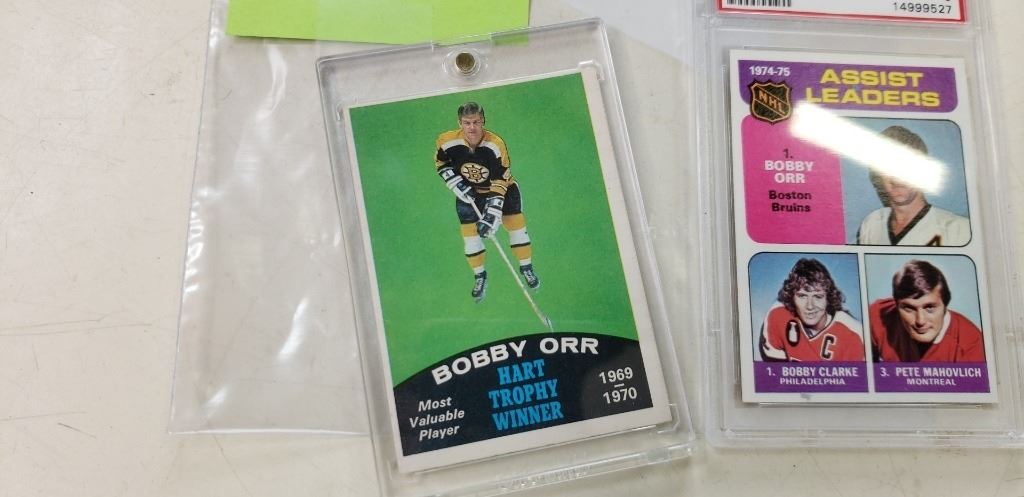 BOBBY ORR
HART
TROPHY
WINNER
Most
Valuable
Player
1969
1970
14999527
1974-75
NHL
ASSIST
LEADERS
1.
BOBBY
ORR
Boston
Bruins
A
C
1. BOBBY CLARKE
PHILADELPHIA
3. PETE MAHOVLICH
MONTREAL